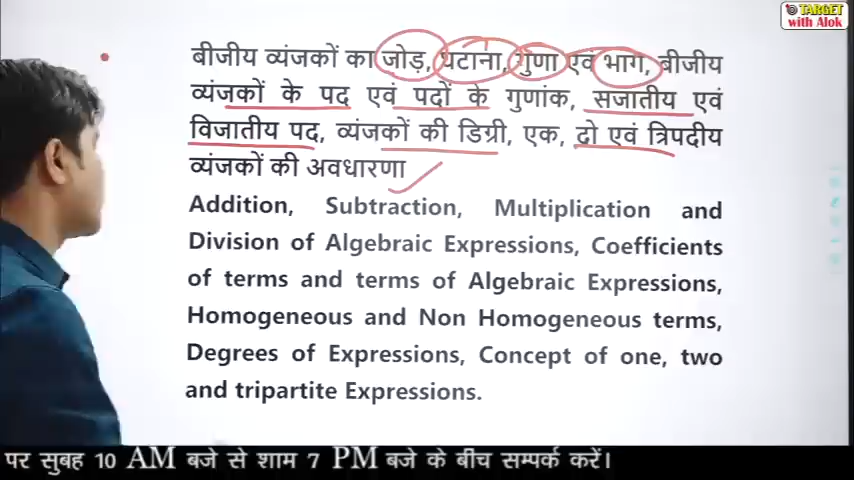 TARGET
with Alok
बीजीय व्यंजकों का जोड़, घटाना, गुणा एवं भाग, बीजीय
व्यंजकों के पद एवं पदों के गुणांक, सजातीय एवं
विजातीय पद, व्यंजकों की डिग्री, एक, दो एवं त्रिपदीय
व्यंजकों की अवधारणा
Addition, Subtraction, Multiplication and
Division of Algebraic Expressions, Coefficients
of terms and terms of Algebraic Expressions,
Homogeneous and Non Homogeneous terms,
Degrees of Expressions, Concept of one, two
and tripartite Expressions.
पर सुबह 10 AM बजे से शाम 7 PM बजे के बीच सम्पर्क करें।